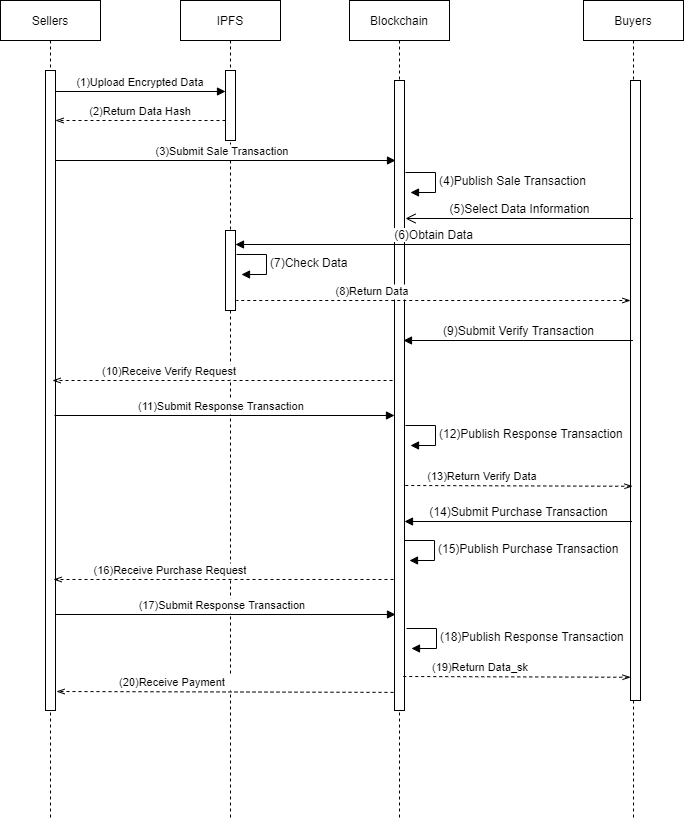 Sellers
IPFS
Blockchain
Buyers
(1)Upload Encrypted Data
(2)Return Data Hash
(3)Submit Sale Transaction
(4)Publish Sale Transaction
(5)Select Data Information
(6)Obtain Data
(7)Check Data
(8)Return Data
(9)Submit Verify Transaction
(10)Receive Verify Request
(11)Submit Response Transaction
(12)Publish Response Transaction
(13)Return Verify Data
(14)Submit Purchase Transaction
(15)Publish Purchase Transaction
(16)Receive Purchase Request
(17)Submit Response Transaction
(18)Publish Response Transaction
(19)Return Data_sk
(20)Receive Payment